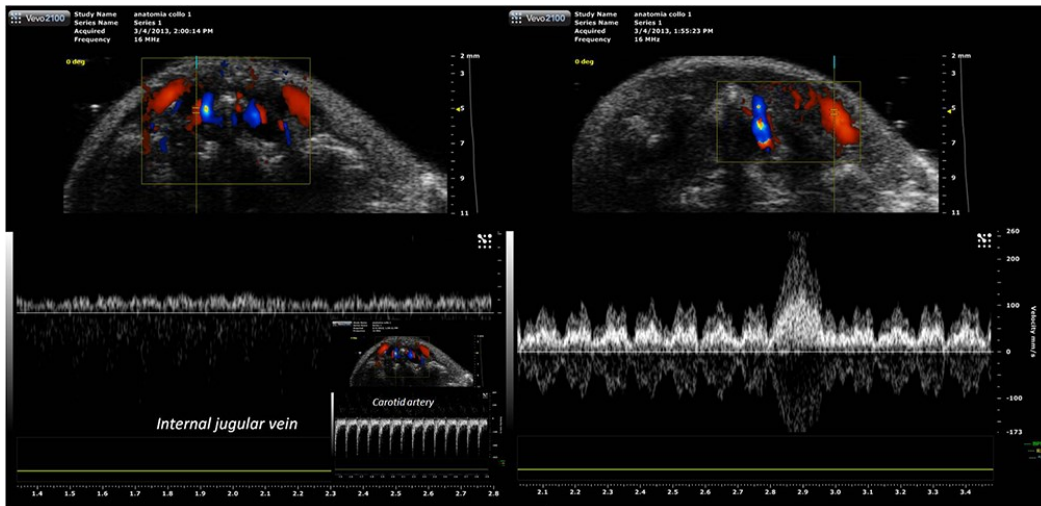 Vevo2100
Study Name anatomia collo 1
Series Name Series 1
Acquired 3/4/2013, 2:00:14 PM
Frequency 16 MHz
0 deg
2 mm
3
5
7
9
11
Internal jugular vein
Carotid artery
1.4 1.5 1.6 1.7 1.8 1.9 2.0 2.1 2.2 2.3 2.4 2.5 2.6 2.7 2.8
Vevo2100
Study Name anatomia collo 1
Series Name Series 1
Acquired 3/4/2013, 1:55:23 PM
Frequency 16 MHz
0 deg
2 mm
3
5
7
9
11
260
200
100
0
-100
-173
Velocity mm/s
2.1 2.2 2.3 2.4 2.5 2.6 2.7 2.8 2.9 3.0 3.1 3.2 3.3 3.4